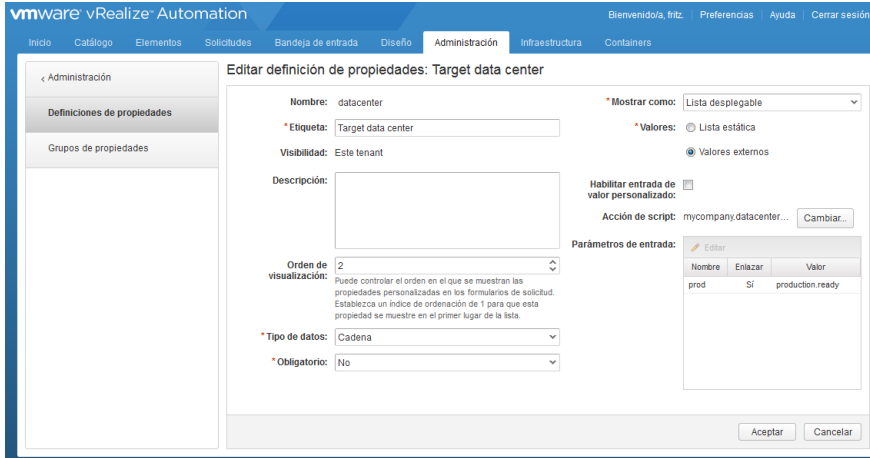 vmware vRealize™ Automation
Bienvenido/a, fritz. | Preferencias | Ayuda | Cerrar sesión
Inicio Catálogo Elementos Solicitudes Bandeja de entrada Diseño Administración Infraestructura Containers
‹ Administración
Definiciones de propiedades
Grupos de propiedades
Editar definición de propiedades: Target data center
Nombre: datacenter
* Etiqueta: Target data center
Visibilidad: Este tenant
Descripción:
Orden de
visualización: 2
Puede controlar el orden en el que se muestran las
propiedades personalizadas en los formularios de solicitud.
Establezca un índice de ordenación de 1 para que esta
propiedad se muestre en el primer lugar de la lista.
* Tipo de datos: Cadena
* Obligatorio: No
* Mostrar como: Lista desplegable
* Valores: Lista estática
Valores externos
Habilitar entrada de
valor personalizado:
Acción de script: mycompany.datacenter... Cambiar...
Parámetros de entrada: Editar
Nombre Enlazar Valor
prod Sí production.ready
Aceptar Cancelar